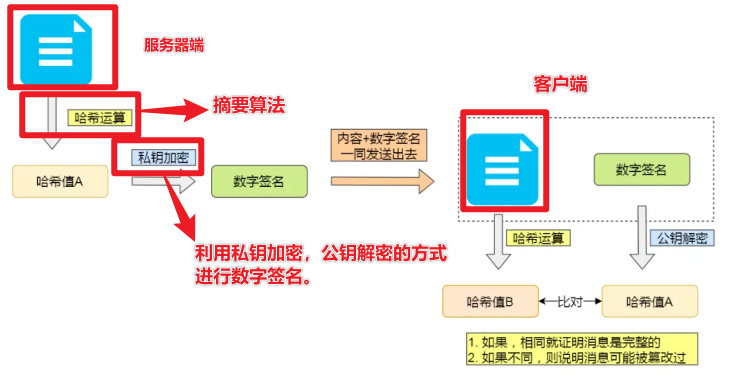 服务器端
哈希运算
摘要算法
私钥加密
哈希值A
数字签名
利用私钥加密，公钥解密的方式
进行数字签名。
内容+数字签名
一同发送出去
客户端
数字签名
哈希运算
公钥解密
哈希值B
比对
哈希值A
1. 如果，相同就证明消息是完整的
2. 如果不同，则说明消息可能被篡改过